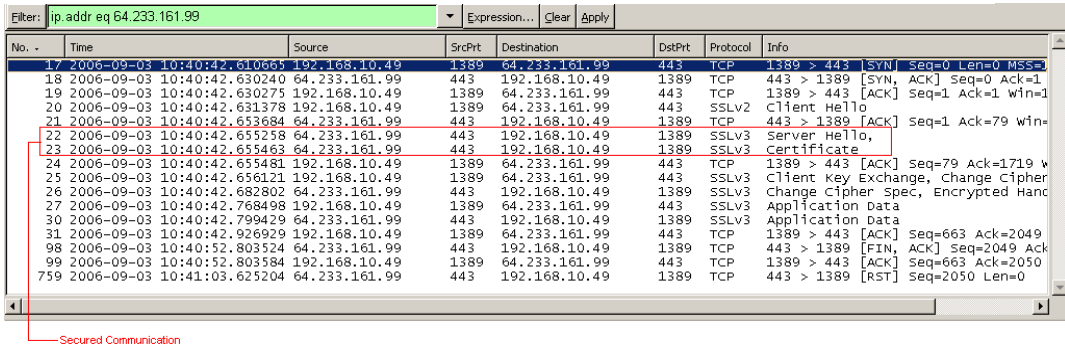 Filter: ip.addr eq 64.233.161.99 Expression... Clear Apply
No. - Time Source SrcPrt Destination DstPrt Protocol Info
17 2006-09-03 10:40:42.610665 192.168.10.49 1389 64.233.161.99 443 TCP 1389 > 443 [SYN] Seq=0 Len=0 MSS=1
18 2006-09-03 10:40:42.630240 64.233.161.99 443 192.168.10.49 1389 TCP 443 > 1389 [SYN, ACK] Seq=0 Ack=1
19 2006-09-03 10:40:42.630275 192.168.10.49 1389 64.233.161.99 443 TCP 1389 > 443 [ACK] Seq=1 Ack=1 Win=1
20 2006-09-03 10:40:42.631378 192.168.10.49 1389 64.233.161.99 443 SSLv2 Client Hello
21 2006-09-03 10:40:42.653684 64.233.161.99 443 192.168.10.49 1389 TCP 443 > 1389 [ACK] Seq=1 Ack=79 Win=
22 2006-09-03 10:40:42.655258 64.233.161.99 443 192.168.10.49 1389 SSLv3 Server Hello,
23 2006-09-03 10:40:42.655463 64.233.161.99 443 192.168.10.49 1389 SSLv3 Certificate
24 2006-09-03 10:40:42.655481 192.168.10.49 1389 64.233.161.99 443 TCP 1389 > 443 [ACK] Seq=79 Ack=1719 W
25 2006-09-03 10:40:42.656121 192.168.10.49 1389 64.233.161.99 443 SSLv3 Client Key Exchange, Change Cipher
26 2006-09-03 10:40:42.682802 64.233.161.99 443 192.168.10.49 1389 SSLv3 Change Cipher Spec, Encrypted Hand
27 2006-09-03 10:40:42.768498 192.168.10.49 1389 64.233.161.99 443 SSLv3 Application Data
30 2006-09-03 10:40:42.799429 64.233.161.99 443 192.168.10.49 1389 SSLv3 Application Data
31 2006-09-03 10:40:42.926929 192.168.10.49 1389 64.233.161.99 443 TCP 1389 > 443 [ACK] Seq=663 Ack=2049
98 2006-09-03 10:40:52.803524 64.233.161.99 443 192.168.10.49 1389 TCP 443 > 1389 [FIN, ACK] Seq=2049 Ack
99 2006-09-03 10:40:52.803584 192.168.10.49 1389 64.233.161.99 443 TCP 1389 > 443 [ACK] Seq=663 Ack=2050
759 2006-09-03 10:41:03.625204 64.233.161.99 443 192.168.10.49 1389 TCP 443 > 1389 [RST] Seq=2050 Len=0
Secured Communication